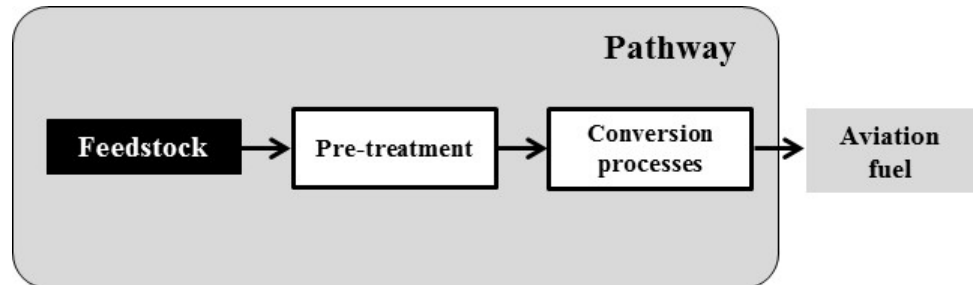 Pathway
Feedstock
Pre-treatment
Conversion
processes
Aviation
fuel